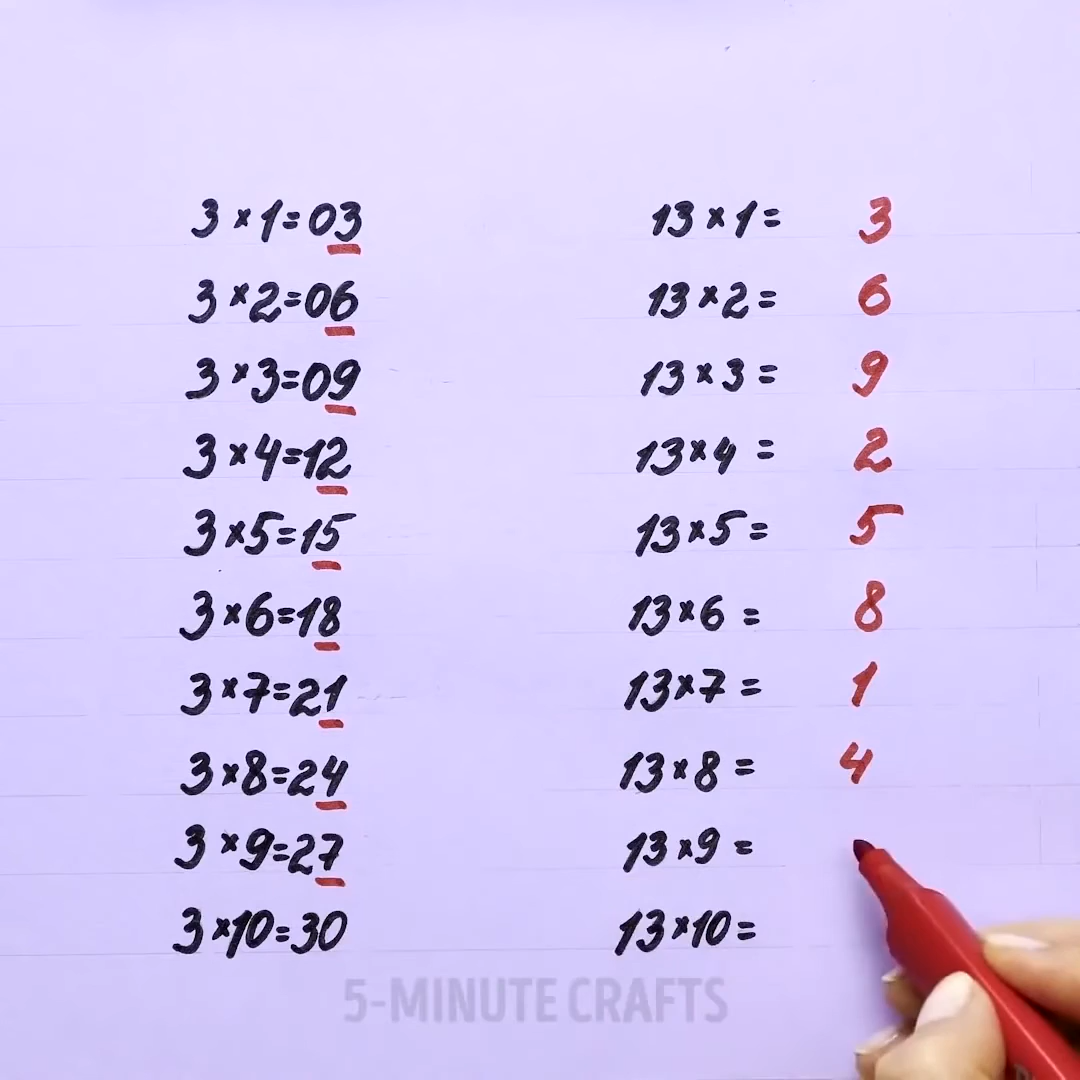 3×1=03 13×1= 3
3×2=06 13×2= 6
3×3=09 13×3= 9
3×4=12 13×4= 2
3×5=15 13×5= 5
3×6=18 13×6= 8
3×7=21 13×7= 1
3×8=24 13×8= 4
3×9=27 13×9=
3×10=30 13×10=
5-MINUTE CRAFTS